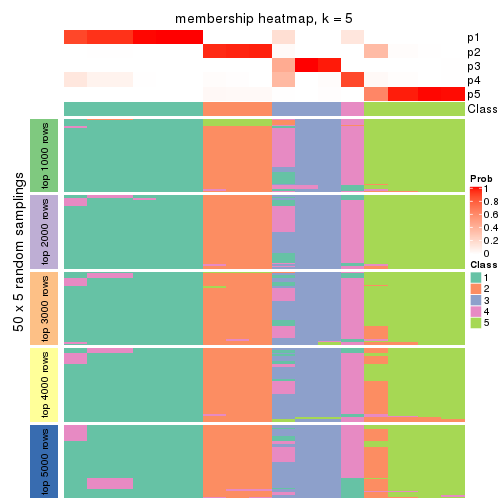 membership heatmap, k = 5
p1
p2
p3
p4
p5
Class
50 x 5 random samplings
top 1000 rows
top 2000 rows
top 3000 rows
top 4000 rows
top 5000 rows
Prob
1
0.8
0.6
0.4
0.2
0
Class
1
2
3
4
5